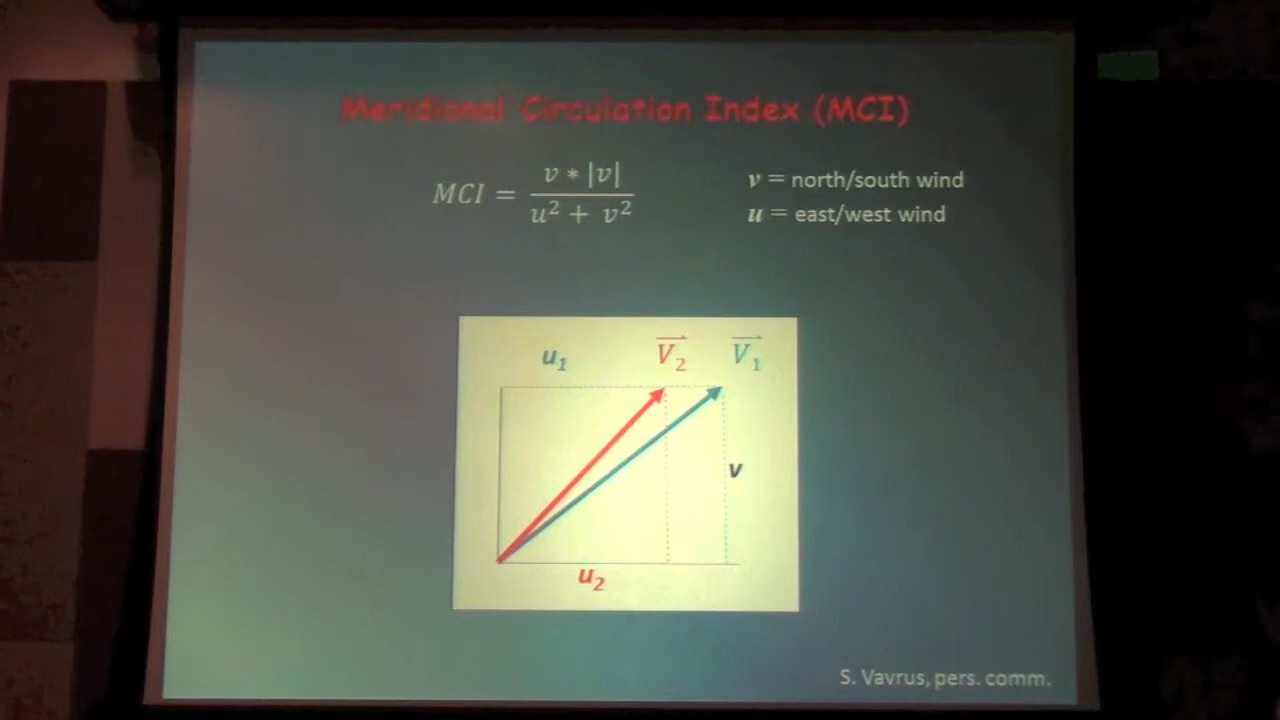 Meridional Circulation Index (MCI)
MCI = v * |v| / u² + v²
v = north/south wind
u = east/west wind
u₁ V₂ V₁
v
u₂
S. Vavrus, pers. comm.